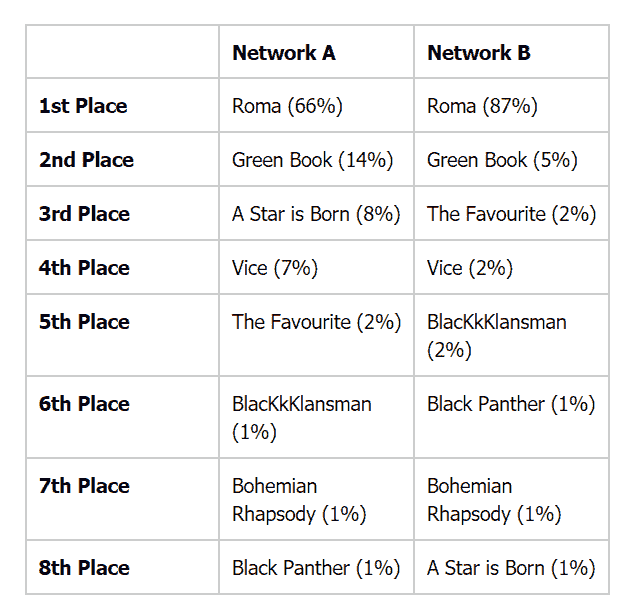 Network A Network B
1st Place Roma (66%) Roma (87%)
2nd Place Green Book (14%) Green Book (5%)
3rd Place A Star is Born (8%) The Favourite (2%)
4th Place Vice (7%) Vice (2%)
5th Place The Favourite (2%) BlacKkKlansman
(2%)
6th Place BlacKkKlansman
(1%) Black Panther (1%)
7th Place Bohemian
Rhapsody (1%) Bohemian
Rhapsody (1%)
8th Place Black Panther (1%) A Star is Born (1%)